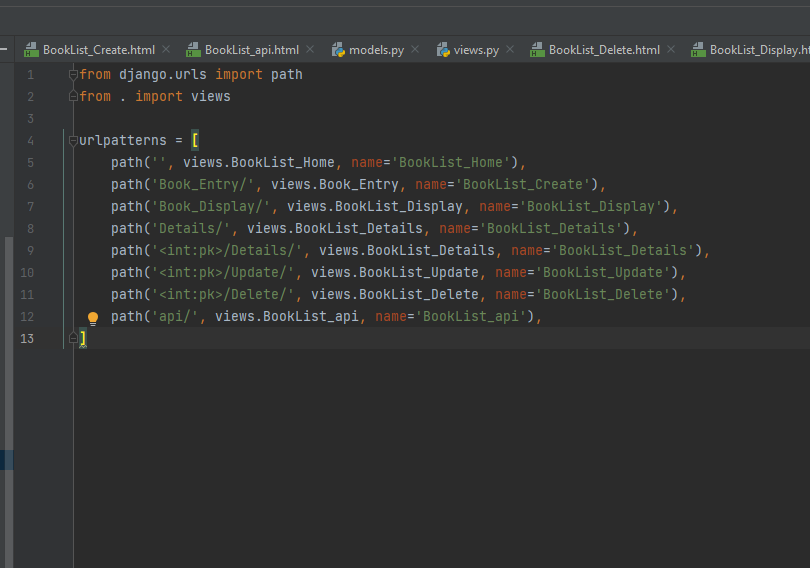 BookList_Create.html BookList_api.html models.py views.py BookList_Delete.html BookList_Display.ht
1 from django.urls import path
2 from . import views
3
4 urlpatterns = [
5 path('', views.BookList_Home, name='BookList_Home'),
6 path('Book_Entry/', views.Book_Entry, name='BookList_Create'),
7 path('Book_Display/', views.BookList_Display, name='BookList_Display'),
8 path('Details/', views.BookList_Details, name='BookList_Details'),
9 path('<int:pk>/Details/', views.BookList_Details, name='BookList_Details'),
10 path('<int:pk>/Update/', views.BookList_Update, name='BookList_Update'),
11 path('<int:pk>/Delete/', views.BookList_Delete, name='BookList_Delete'),
12 path('api/', views.BookList_api, name='BookList_api'),
13 ]